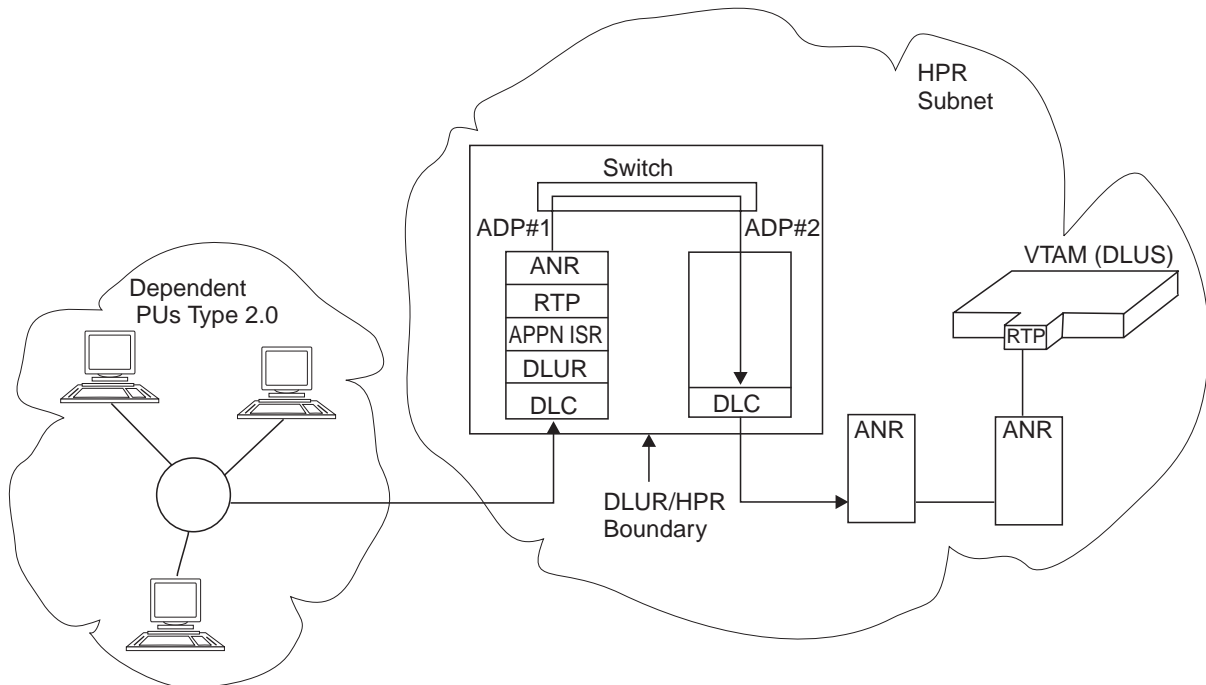 HPR
Subnet
Switch
ADP#1
ADP#2
ANR
RTP
APPN ISR
DLUR
DLC
DLC
Dependent
PUs Type 2.0
VTAM (DLUS)
RTP
ANR
ANR
DLUR/HPR
Boundary